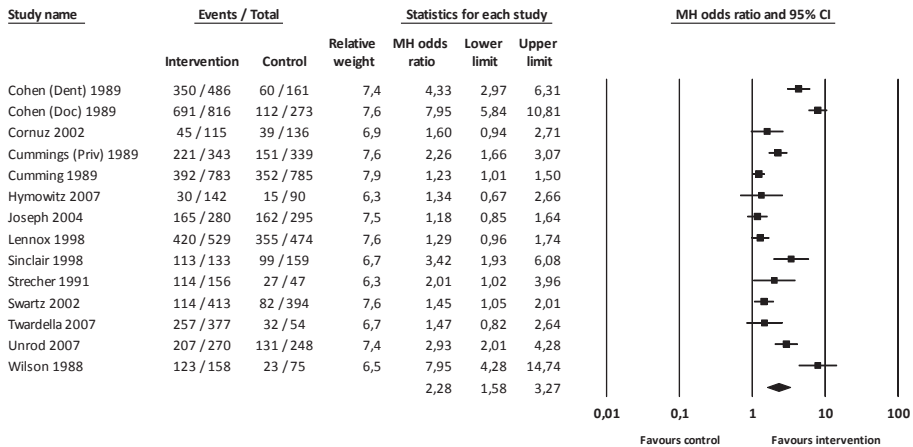 Study name Events / Total Statistics for each study MH odds ratio and 95% CI
Relative MH odds Lower Upper
Intervention Control weight ratio limit limit
Cohen (Dent) 1989 350 / 486 60 / 161 7,4 4,33 2,97 6,31
Cohen (Doc) 1989 691 / 816 112 / 273 7,6 7,95 5,84 10,81
Cornuz 2002 45 / 115 39 / 136 6,9 1,60 0,94 2,71
Cummings (Priv) 1989 221 / 343 151 / 339 7,6 2,26 1,66 3,07
Cumming 1989 392 / 783 352 / 785 7,9 1,23 1,01 1,50
Hymowitz 2007 30 / 142 15 / 90 6,3 1,34 0,67 2,66
Joseph 2004 165 / 280 162 / 295 7,5 1,18 0,85 1,64
Lennox 1998 420 / 529 355 / 474 7,6 1,29 0,96 1,74
Sinclair 1998 113 / 133 99 / 159 6,7 3,42 1,93 6,08
Strecher 1991 114 / 156 27 / 47 6,3 2,01 1,02 3,96
Swartz 2002 114 / 413 82 / 394 7,6 1,45 1,05 2,01
Twardella 2007 257 / 377 32 / 54 6,7 1,47 0,82 2,64
Unrod 2007 207 / 270 131 / 248 7,4 2,93 2,01 4,28
Wilson 1988 123 / 158 23 / 75 6,5 7,95 4,28 14,74
2,28 1,58 3,27
0,01 0,1 1 10 100
Favours control Favours intervention